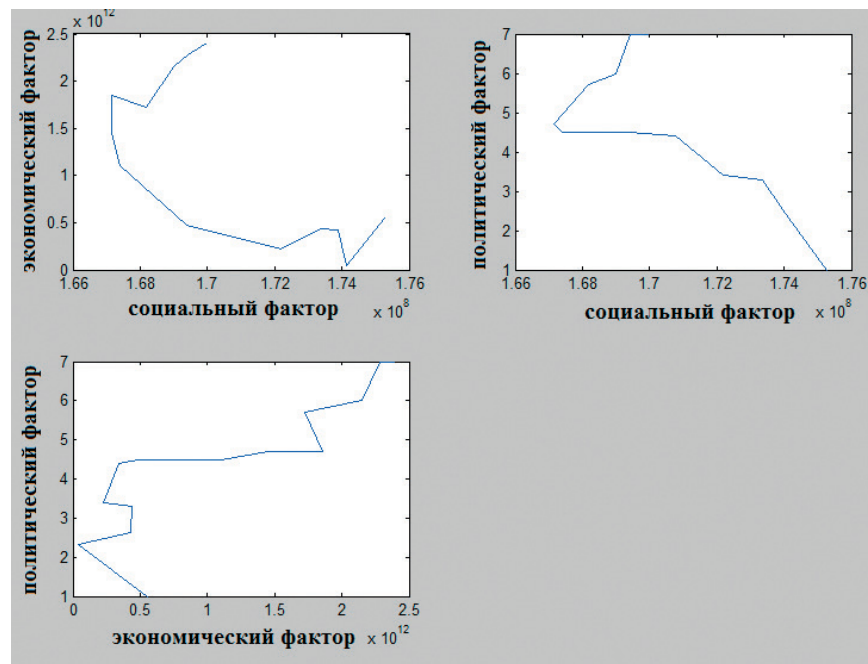 x 10^12
2.5
2
1.5
1
0.5
0
экономический фактор
1.66 1.68 1.7 1.72 1.74 1.76
социальный фактор x 10^8
7
6
5
4
3
2
1
политический фактор
1.66 1.68 1.7 1.72 1.74 1.76
социальный фактор x 10^8
7
6
5
4
3
2
1
политический фактор
0 0.5 1 1.5 2 2.5
экономический фактор x 10^12